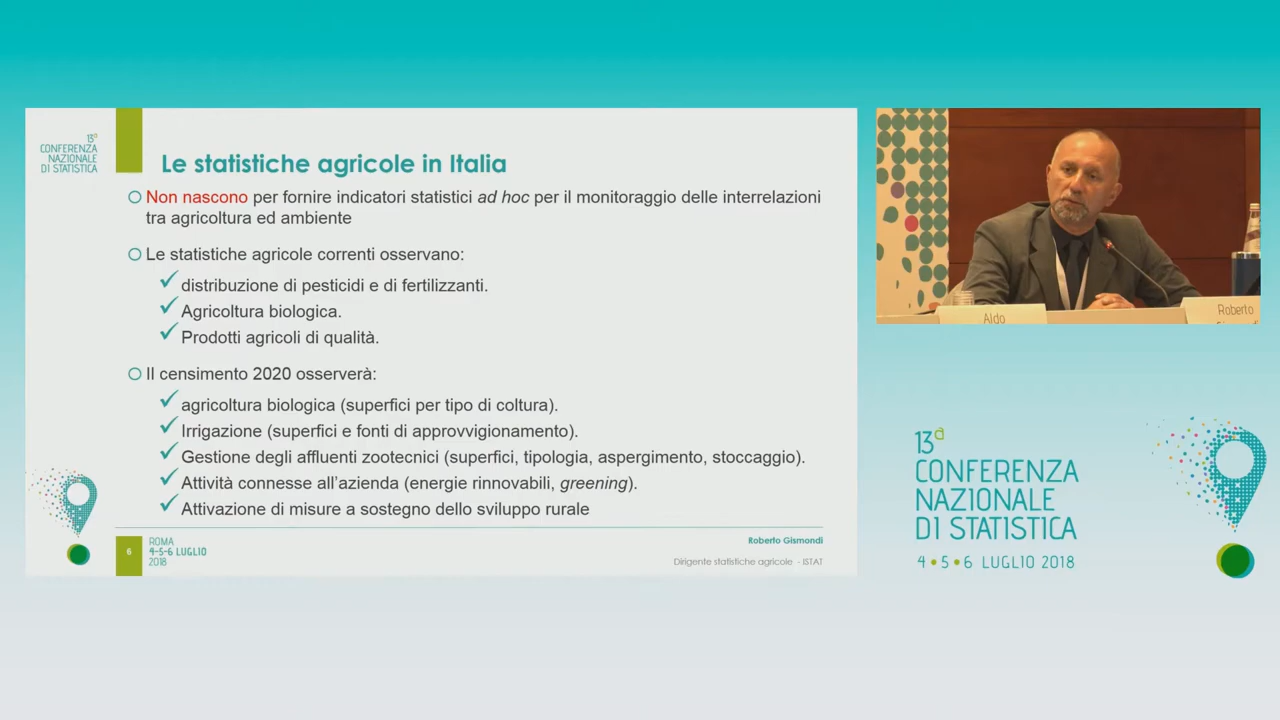 13ª
CONFERENZA
NAZIONALE
DI STATISTICA
Le statistiche agricole in Italia
Non nascono per fornire indicatori statistici ad hoc per il monitoraggio delle interrelazioni
tra agricoltura ed ambiente
Le statistiche agricole correnti osservano:
distribuzione di pesticidi e di fertilizzanti.
Agricoltura biologica.
Prodotti agricoli di qualità.
Il censimento 2020 osserverà:
agricoltura biologica (superfici per tipo di coltura).
Irrigazione (superfici e fonti di approvvigionamento).
Gestione degli affluenti zootecnici (superfici, tipologia, aspergimento, stoccaggio).
Attività connesse all'azienda (energie rinnovabili, greening).
Attivazione di misure a sostegno dello sviluppo rurale
6
ROMA
4-5-6 LUGLIO
2018
Roberto Gismondi
Dirigente statistiche agricole - ISTAT
Aldo
Roberto
13ª
CONFERENZA
NAZIONALE
DI STATISTICA
4 • 5 • 6 LUGLIO 2018